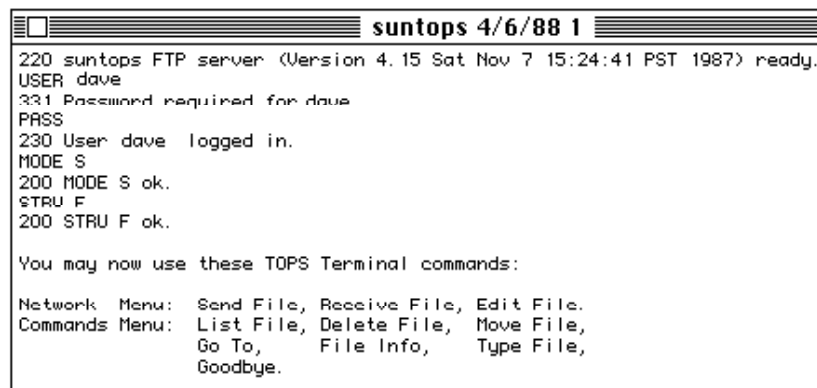 suntops 4/6/88 1
220 suntops FTP server (Version 4.15 Sat Nov 7 15:24:41 PST 1987) ready.
USER dave
331 Password required for dave
PASS
230 User dave logged in.
MODE S
200 MODE S ok.
STRU F
200 STRU F ok.
You may now use these TOPS Terminal commands:
Network Menu: Send File, Receive File, Edit File.
Commands Menu: List File, Delete File, Move File,
Go To, File Info, Type File,
Goodbye.